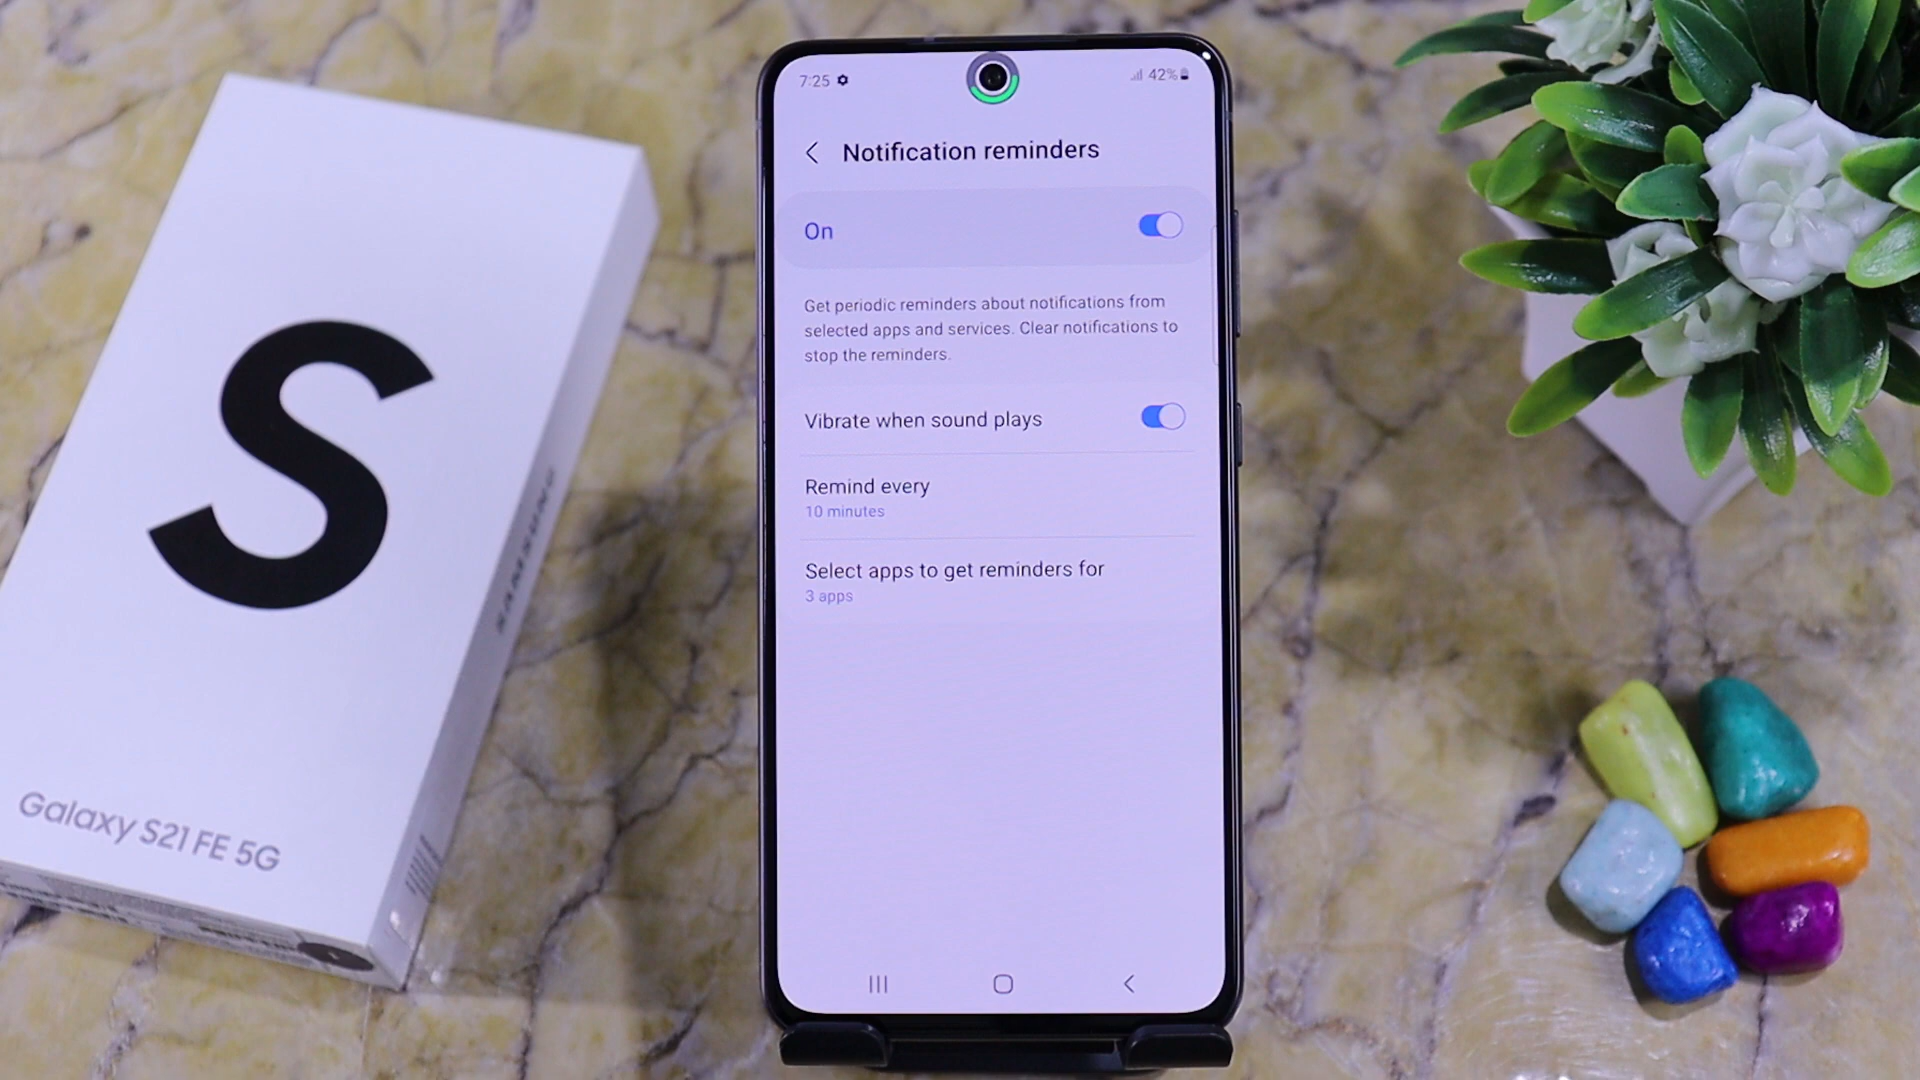 S
SAMSUNG
Galaxy S21 FE 5G
7:25
42%
Notification reminders
On
Get periodic reminders about notifications from
selected apps and services. Clear notifications to
stop the reminders.
Vibrate when sound plays
Remind every
10 minutes
Select apps to get reminders for
3 apps